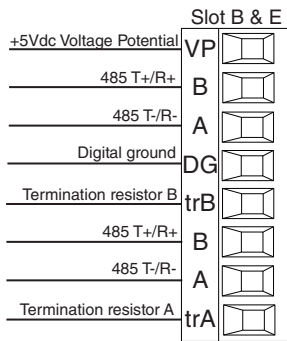 Slot B & E
+5Vdc Voltage Potential VP
485 T+/R+ B
485 T-/R- A
Digital ground DG
Termination resistor B trB
485 T+/R+ B
485 T-/R- A
Termination resistor A trA